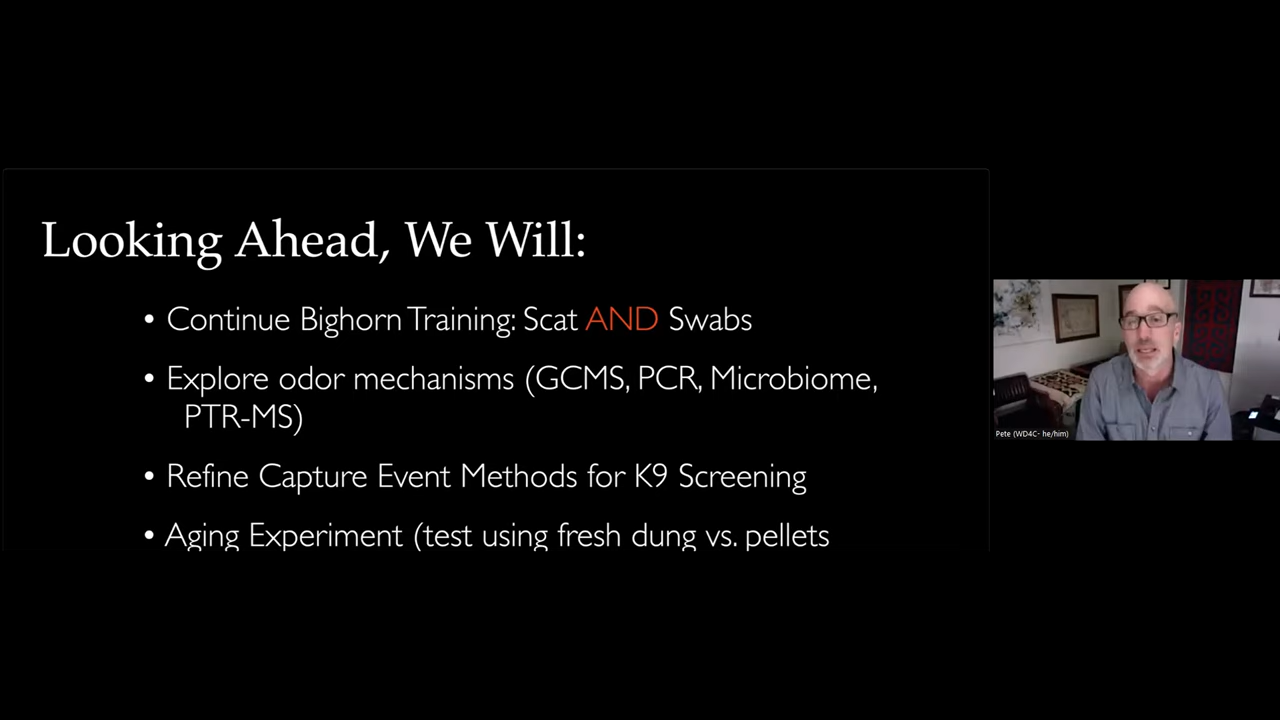 Looking Ahead, We Will:
• Continue Bighorn Training: Scat AND Swabs
• Explore odor mechanisms (GCMS, PCR, Microbiome,
PTR-MS)
• Refine Capture Event Methods for K9 Screening
• Aging Experiment (test using fresh dung vs. pellets
Pete (WD4C- he/him)